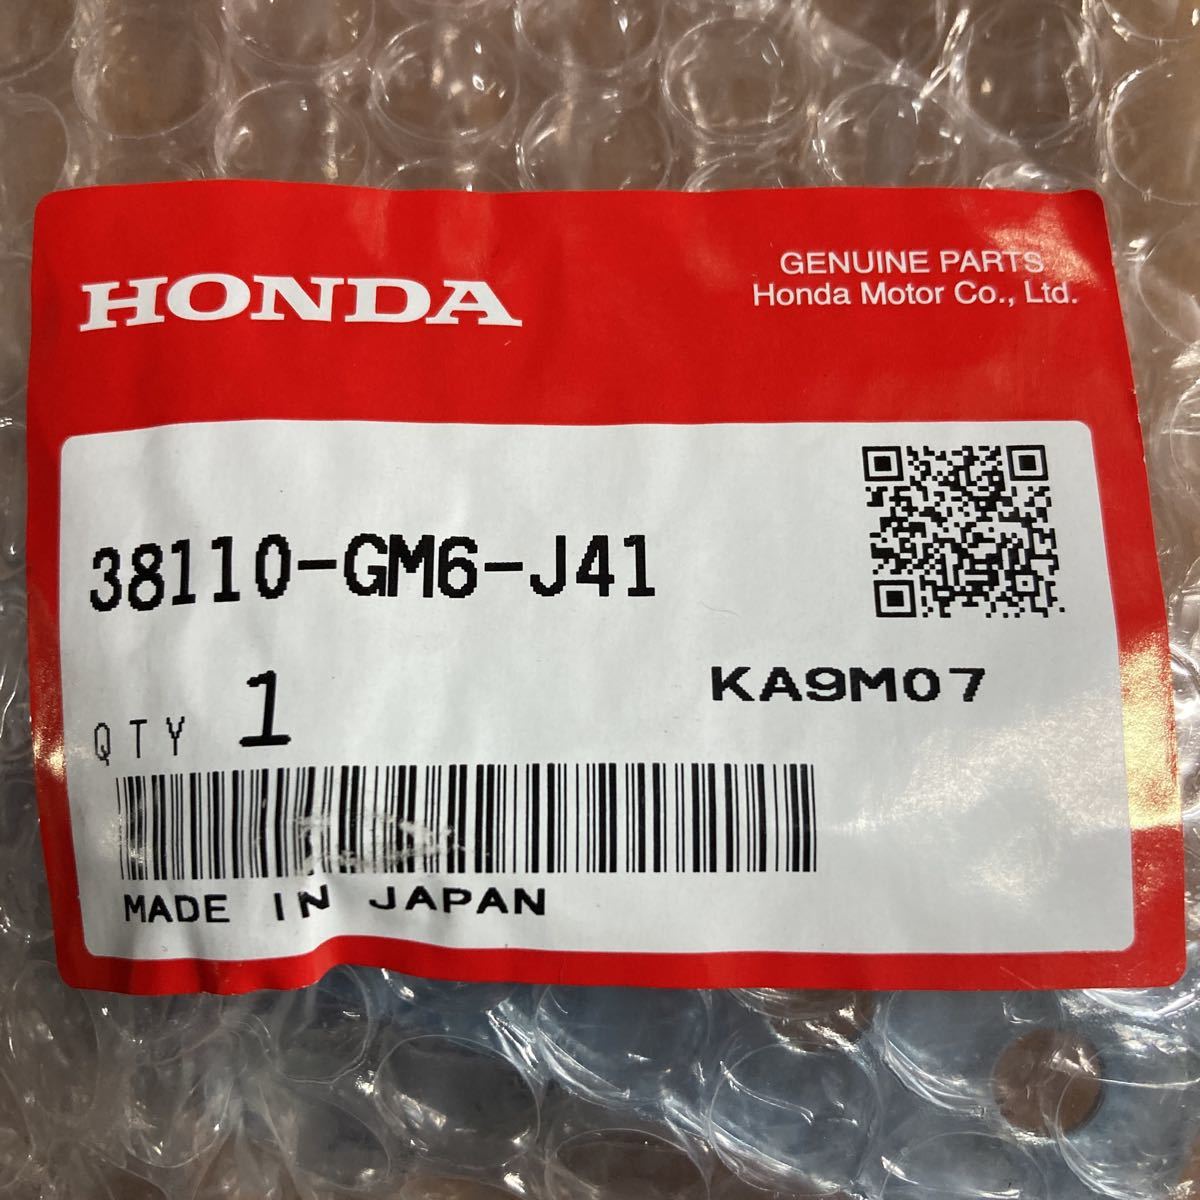 HONDA
GENUINE PARTS
Honda Motor Co., Ltd.
38110-GM6-J41
KA9M07
QTY 1
MADE IN JAPAN